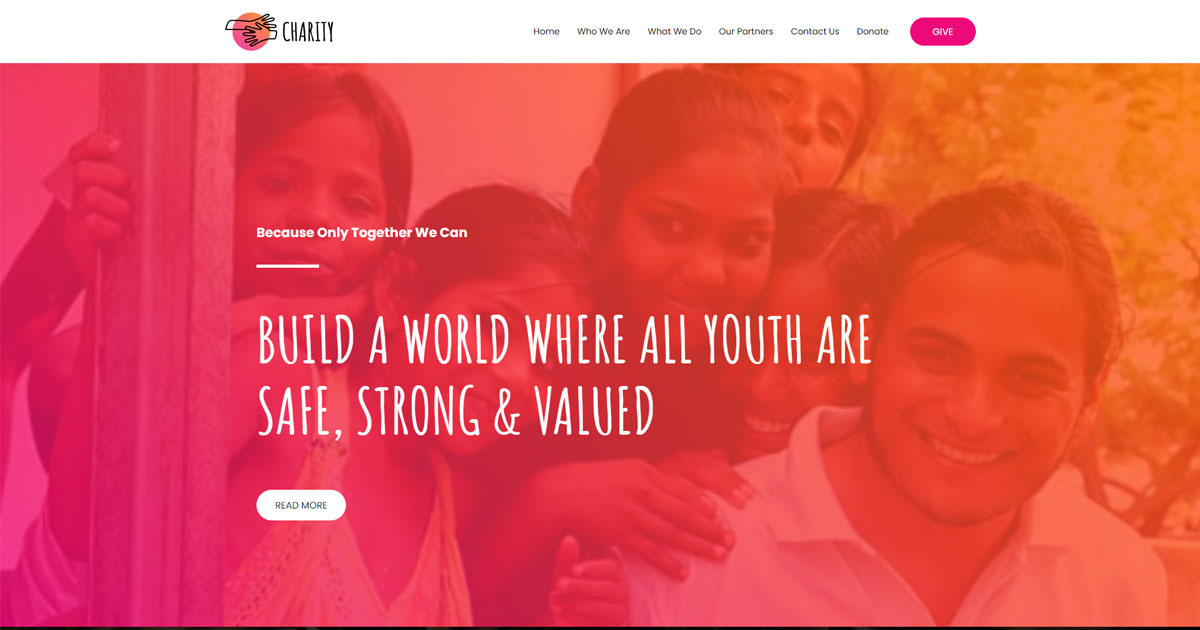 CHARITY
Home Who We Are What We Do Our Partners Contact Us Donate GIVE
Because Only Together We Can
BUILD A WORLD WHERE ALL YOUTH ARE
SAFE, STRONG & VALUED
READ MORE